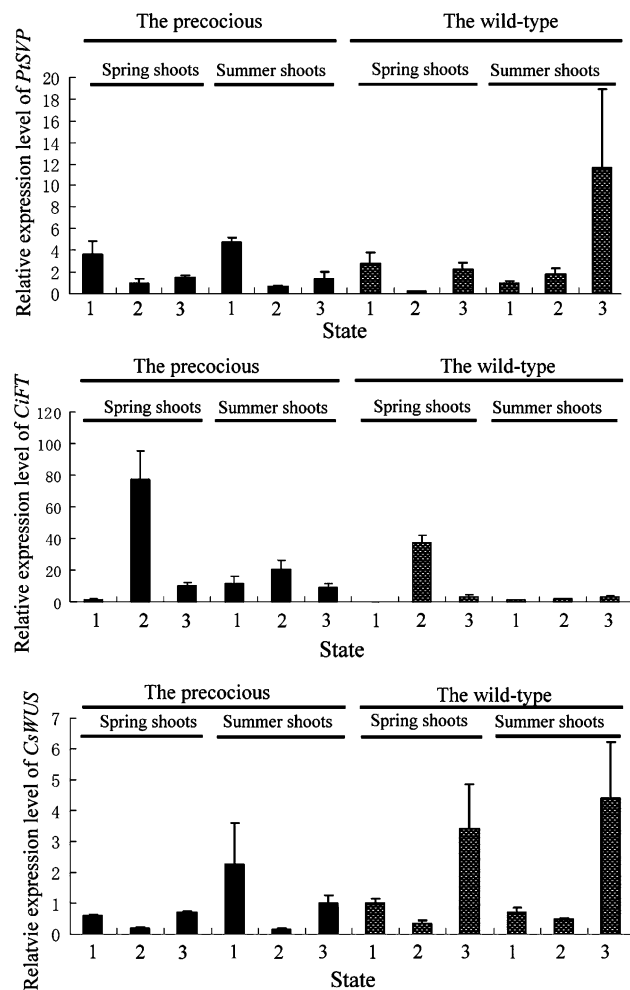 The precocious The wild-type
Spring shoots Summer shoots Spring shoots Summer shoots
Relative expression level of PtSVP
20
18
16
14
12
10
8
6
4
2
0
1 2 3 1 2 3 1 2 3 1 2 3
State
The precocious The wild-type
Spring shoots Summer shoots Spring shoots Summer shoots
Relative expression level of CiFT
120
100
80
60
40
20
0
1 2 3 1 2 3 1 2 3 1 2 3
State
The precocious The wild-type
Spring shoots Summer shoots Spring shoots Summer shoots
Relatvie expression level of CsWUS
7
6
5
4
3
2
1
0
1 2 3 1 2 3 1 2 3 1 2 3
State